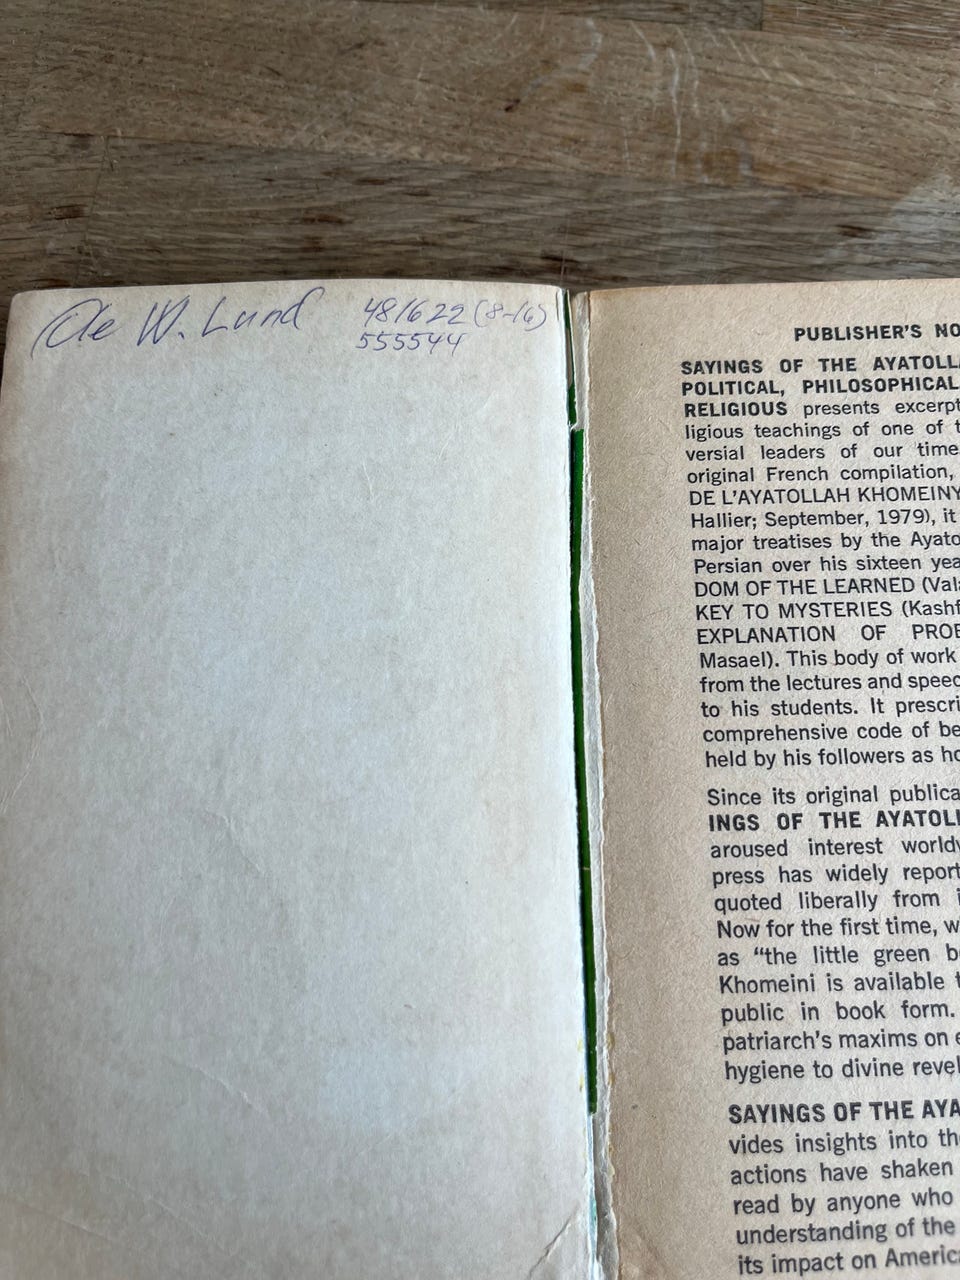 Ole W. Lund 481622 (8-16)
555544
PUBLISHER'S NO
SAYINGS OF THE AYATOLL
POLITICAL, PHILOSOPHICAL
RELIGIOUS presents excerpt
ligious teachings of one of t
versial leaders of our time
original French compilation,
DE L'AYATOLLAH KHOMEINY
Hallier; September, 1979), it
major treatises by the Ayato
Persian over his sixteen yea
DOM OF THE LEARNED (Val
KEY TO MYSTERIES (Kashf
EXPLANATION OF PROB
Masael). This body of work
from the lectures and speec
to his students. It prescri
comprehensive code of be
held by his followers as ho
Since its original publica
INGS OF THE AYATOLL
aroused interest worldw
press has widely report
quoted liberally from i
Now for the first time, w
as “the little green b
Khomeini is available t
public in book form.
patriarch's maxims on e
hygiene to divine revel
SAYINGS OF THE AYA
vides insights into the
actions have shaken
read by anyone who
understanding of the
its impact on America